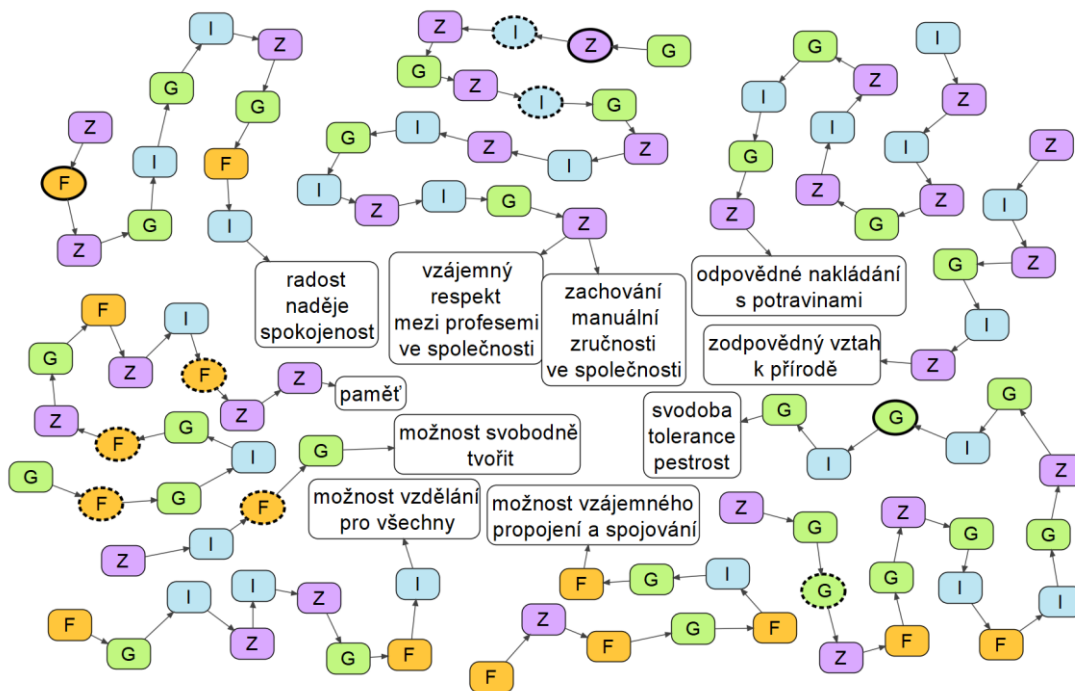 Z F Z G I G I Z G F I
radost
naděje
spokojenost
G Z I Z G Z I G Z I Z I G I Z I G Z
vzájemný
respekt
mezi profesemi
ve společnosti
zachování
manuální
zručnosti
ve společnosti
I Z I Z G Z I Z G I G Z
odpovědné nakládání
s potravinami
Z I Z G I Z
zodpovědný vztah
k přírodě
G F G I G F Z G F Z I F Z Z
paměť
Z I F G
možnost svobodně
tvořit
F G I Z I Z G F I
možnost vzdělání
pro všechny
F Z F G F I G F
možnost vzájemného
propojení a spojování
Z G G Z F G Z G I F I G Z G I G I G
svodoba
tolerance
pestrost